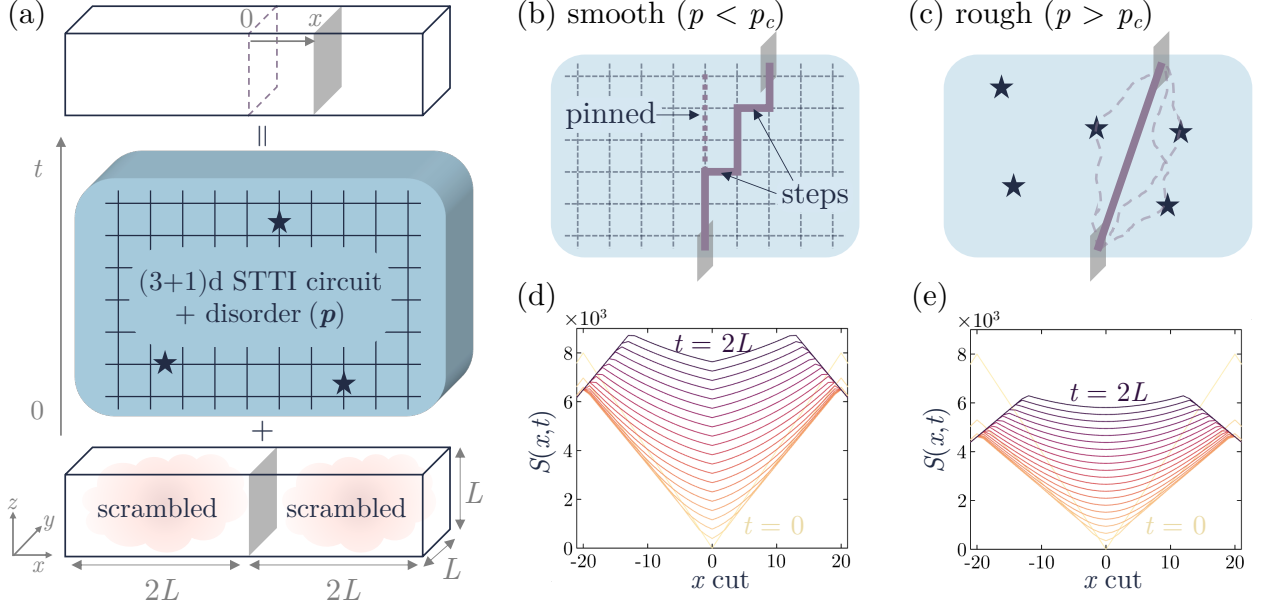 (a)
0
x
=
t
(3+1)d STTI circuit
+ disorder (p)
0
+
scrambled
scrambled
L
L
2L
2L
z
y
x
(b) smooth (p < p_c)
pinned
steps
(c) rough (p > p_c)
(d)
×10³
t = 2L
8
6
4
2
0
S(x,t)
t = 0
-20 -10 0 10 20
x cut
(e)
×10³
t = 2L
8
6
4
2
0
S(x,t)
t = 0
-20 -10 0 10 20
x cut